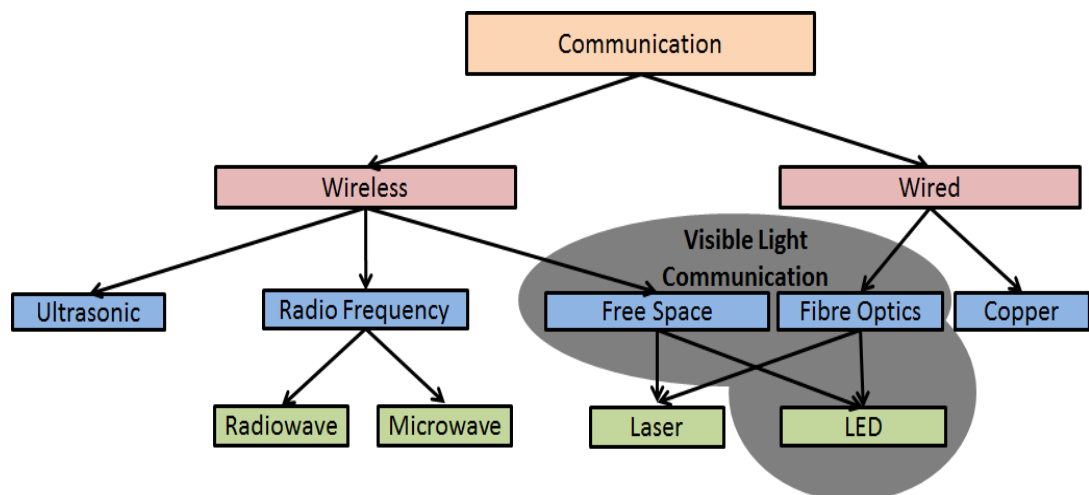 Communication
Wireless
Wired
Visible Light
Communication
Ultrasonic
Radio Frequency
Free Space
Fibre Optics
Copper
Radiowave
Microwave
Laser
LED